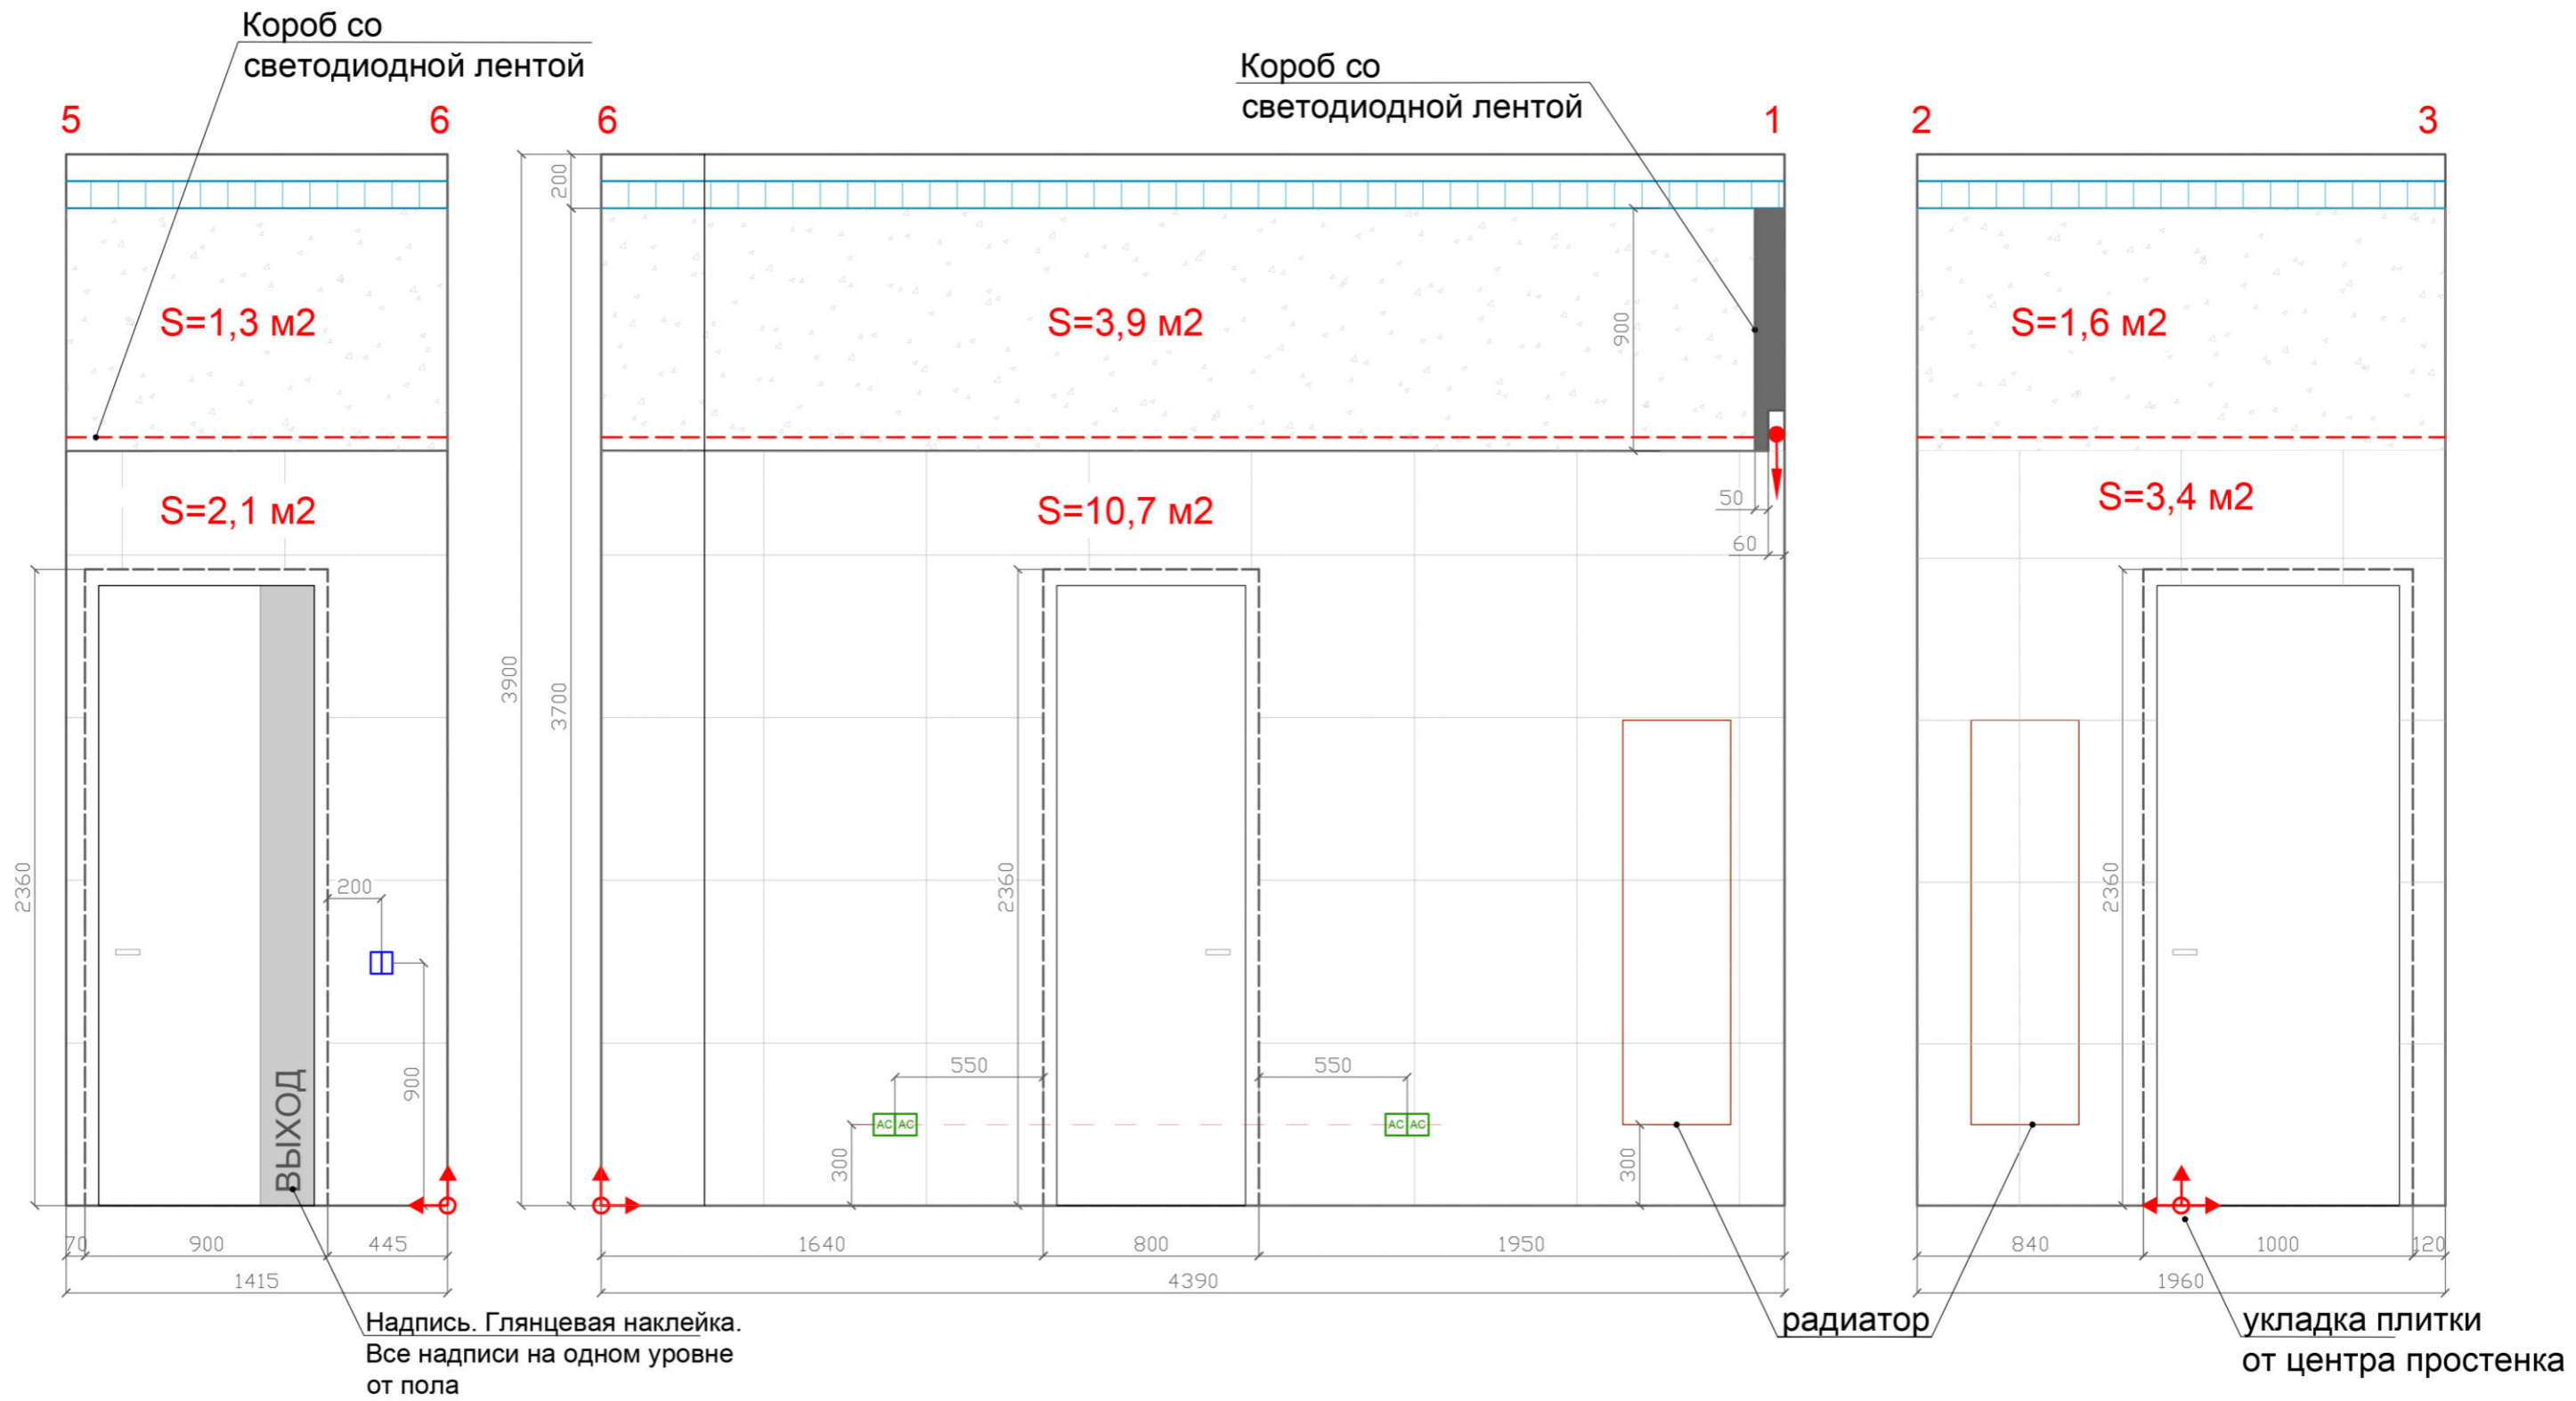 Короб со
светодиодной лентой
Короб со
светодиодной лентой
5
6
6
1
2
3
200
S=1,3 м2
S=3,9 м2
900
S=1,6 м2
S=2,1 м2
S=10,7 м2
50
60
S=3,4 м2
3900
3700
2360
200
900
ВЫХОД
2360
550
550
AC AC
AC AC
300
300
2360
70
900
445
1415
1640
800
1950
4390
840
1000
120
1960
Надпись. Глянцевая наклейка.
Все надписи на одном уровне
от пола
радиатор
укладка плитки
от центра простенка